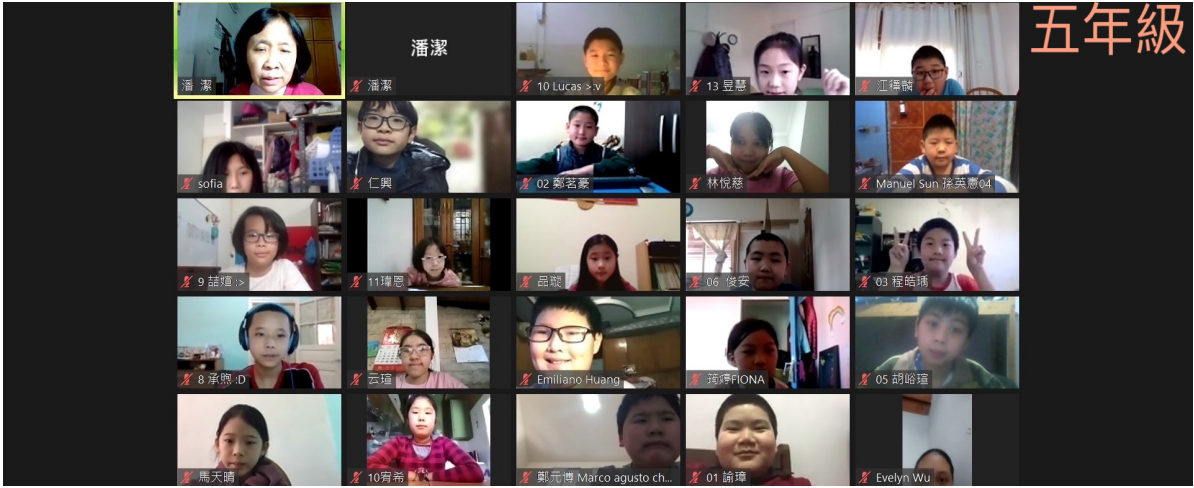 五年級
潘 潔
潘潔
潘潔
10 Lucas >:v
13 昱慧
江
sofia
仁興
02 鄭茗豪
林悅慈
Manuel Sun 孫英憲04
9 喆媗 :>
11瑋恩
品璇
06 俊安
03 程皓瑀
8 承煦 :D
云瑄
Emiliano Huang
筠婷FIONA
05 胡峪瑄
馬天晴
10宥希
鄭元博 Marco agusto ch...
01 諭璋
Evelyn Wu